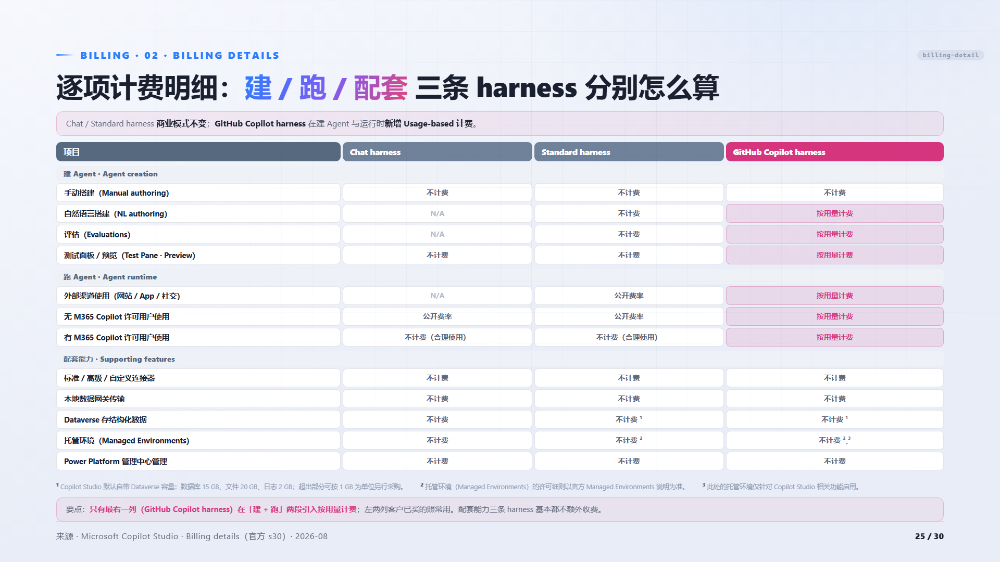 BILLING · 02 · BILLING DETAILS
billing-detail
逐项计费明细：建 / 跑 / 配套 三条 harness 分别怎么算
Chat / Standard harness 商业模式不变；GitHub Copilot harness 在建 Agent 与运行时新增 Usage-based 计费。
项目 Chat harness Standard harness GitHub Copilot harness
建 Agent · Agent creation
手动搭建（Manual authoring） 不计费 不计费 不计费
自然语言搭建（NL authoring） N/A 不计费 按用量计费
评估（Evaluations） N/A 不计费 按用量计费
测试面板 / 预览（Test Pane · Preview） 不计费 不计费 按用量计费
跑 Agent · Agent runtime
外部渠道使用（网站 / App / 社交） N/A 公开费率 按用量计费
无 M365 Copilot 许可用户使用 公开费率 公开费率 按用量计费
有 M365 Copilot 许可用户使用 不计费（合理使用） 不计费（合理使用） 按用量计费
配套能力 · Supporting features
标准 / 高级 / 自定义连接器 不计费 不计费 不计费
本地数据网关传输 不计费 不计费 不计费
Dataverse 存结构化数据 不计费 不计费 ¹ 不计费 ¹
托管环境（Managed Environments） 不计费 不计费 ² 不计费 ²,³
Power Platform 管理中心管理 不计费 不计费 不计费
¹ Copilot Studio 默认自带 Dataverse 容量：数据库 15 GB、文件 20 GB、日志 2 GB；超出部分可按 1 GB 为单位另行采购。 ² 托管环境（Managed Environments）的许可细则以官方 Managed Environments 说明为准。 ³ 此处的托管环境仅针对 Copilot Studio 相关功能启用。
要点：只有最右一列（GitHub Copilot harness）在「建 + 跑」两段引入按用量计费；左两列客户已买的照常用。配套能力三条 harness 基本都不额外收费。
来源 · Microsoft Copilot Studio · Billing details（官方 s30）· 2026-08
25 / 30